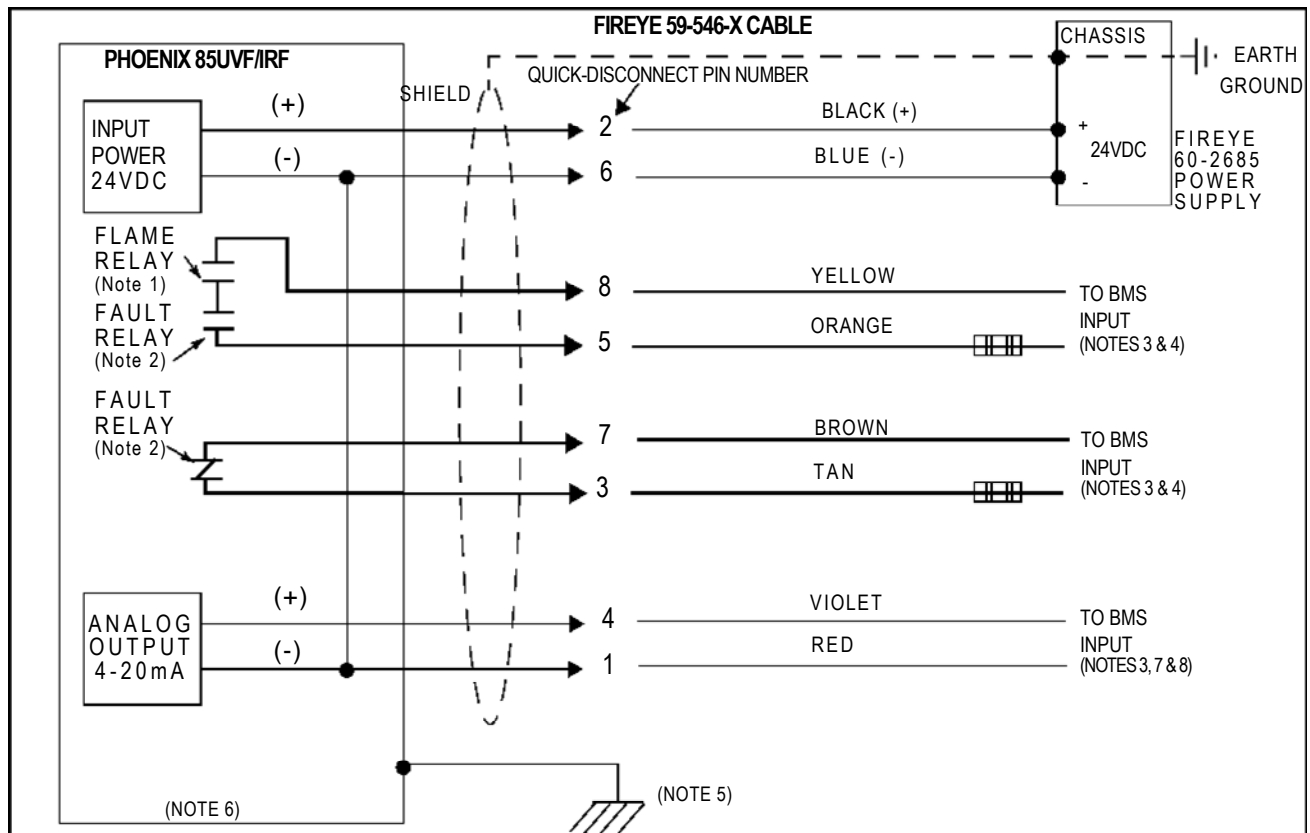 FIREYE 59-546-X CABLE
PHOENIX 85UVF/IRF
CHASSIS
EARTH
GROUND
QUICK-DISCONNECT PIN NUMBER
SHIELD
INPUT
POWER
24VDC
(+)
(-)
2
6
BLACK (+)
BLUE (-)
+
24VDC
-
FIREYE
60-2685
POWER
SUPPLY
FLAME
RELAY
(Note 1)
FAULT
RELAY
(Note 2)
8
5
YELLOW
ORANGE
TO BMS
INPUT
(NOTES 3 & 4)
FAULT
RELAY
(Note 2)
7
3
BROWN
TAN
TO BMS
INPUT
(NOTES 3 & 4)
ANALOG
OUTPUT
4-20mA
(+)
(-)
4
1
VIOLET
RED
TO BMS
INPUT
(NOTES 3, 7 & 8)
(NOTE 6)
(NOTE 5)